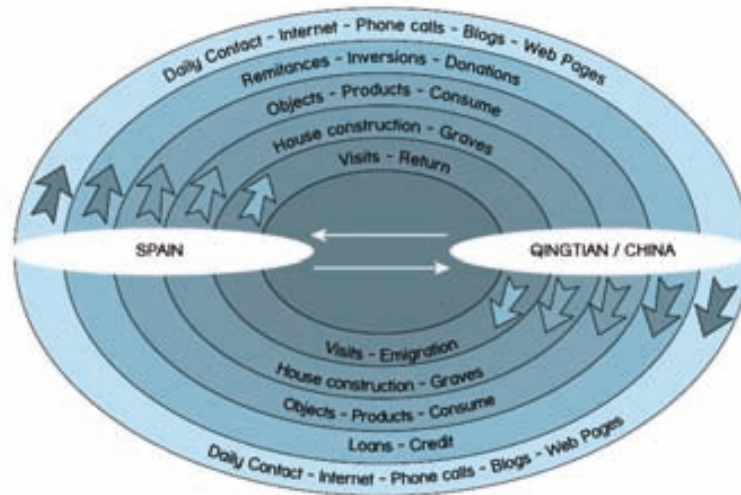 Daily Contact - Internet - Phone calls - Blogs - Web Pages
Remitances - Inversions - Donations
Objects - Products - Consume
House construction - Graves
Visits - Return
SPAIN
QINGTIAN / CHINA
Visits - Emigration
House construction - Graves
Objects - Products - Consume
Loans - Credit
Daily Contact - Internet - Phone calls - Blogs - Web Pages